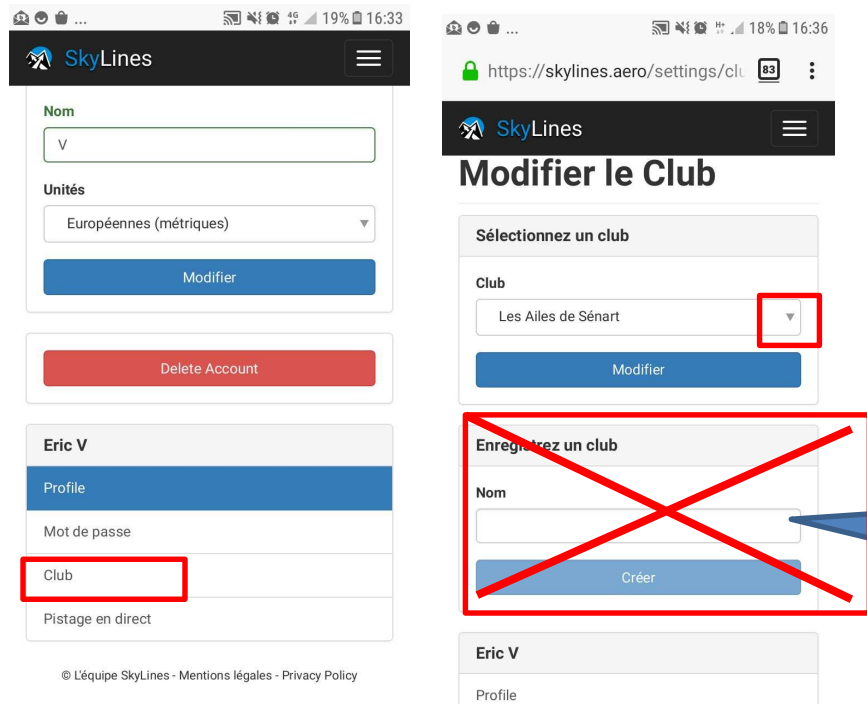 ... 4G 19% 16:33
SkyLines
Nom
V
Unités
Européennes (métriques)
Modifier
Delete Account
Eric V
Profile
Mot de passe
Club
Pistage en direct
© L'équipe SkyLines - Mentions légales - Privacy Policy
... H+ 18% 16:36
https://skylines.aero/settings/clu 83
SkyLines
Modifier le Club
Sélectionnez un club
Club
Les Ailes de Sénart
Modifier
Enregistrez un club
Nom
Créer
Eric V
Profile